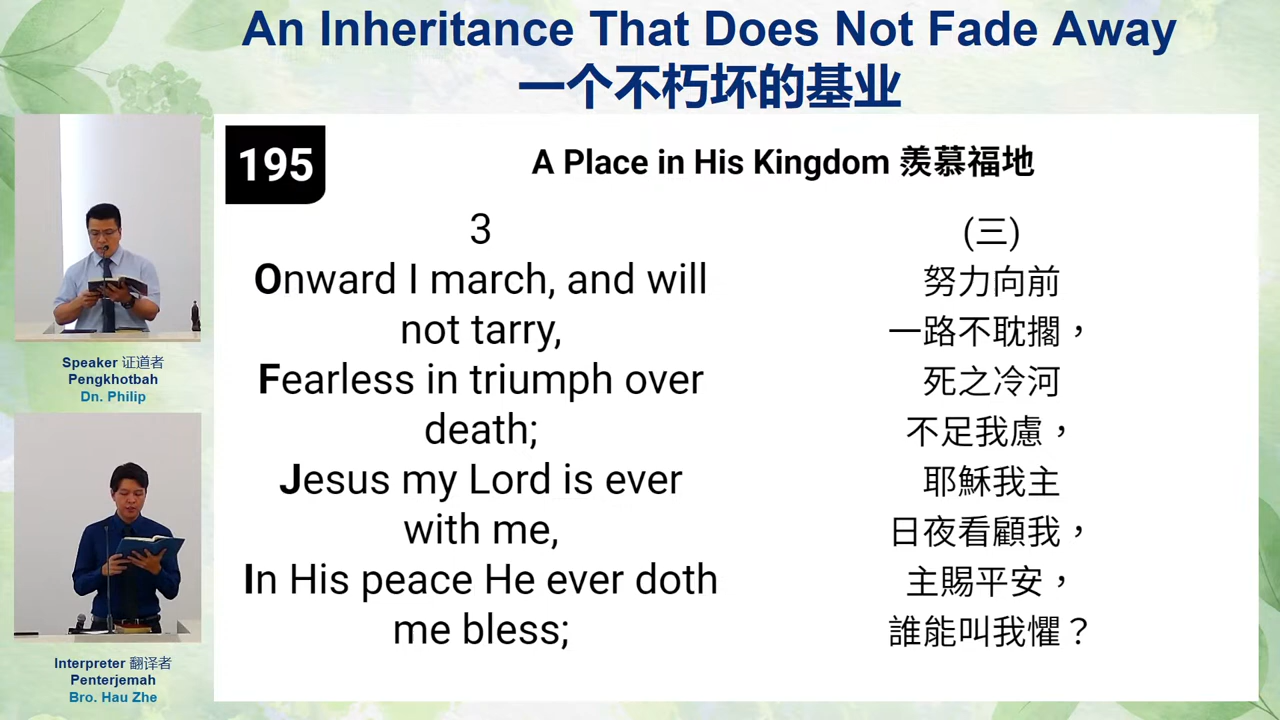 An Inheritance That Does Not Fade Away
一个不朽坏的基业
195
A Place in His Kingdom 羨慕福地
3
Onward I march, and will
not tarry,
Fearless in triumph over
death;
Jesus my Lord is ever
with me,
In His peace He ever doth
me bless;
(三)
努力向前
一路不耽擱，
死之冷河
不足我慮，
耶穌我主
日夜看顧我，
主賜平安，
誰能叫我懼？
Speaker 证道者
Pengkhotbah
Dn. Philip
Interpreter 翻译者
Penterjemah
Bro. Hau Zhe